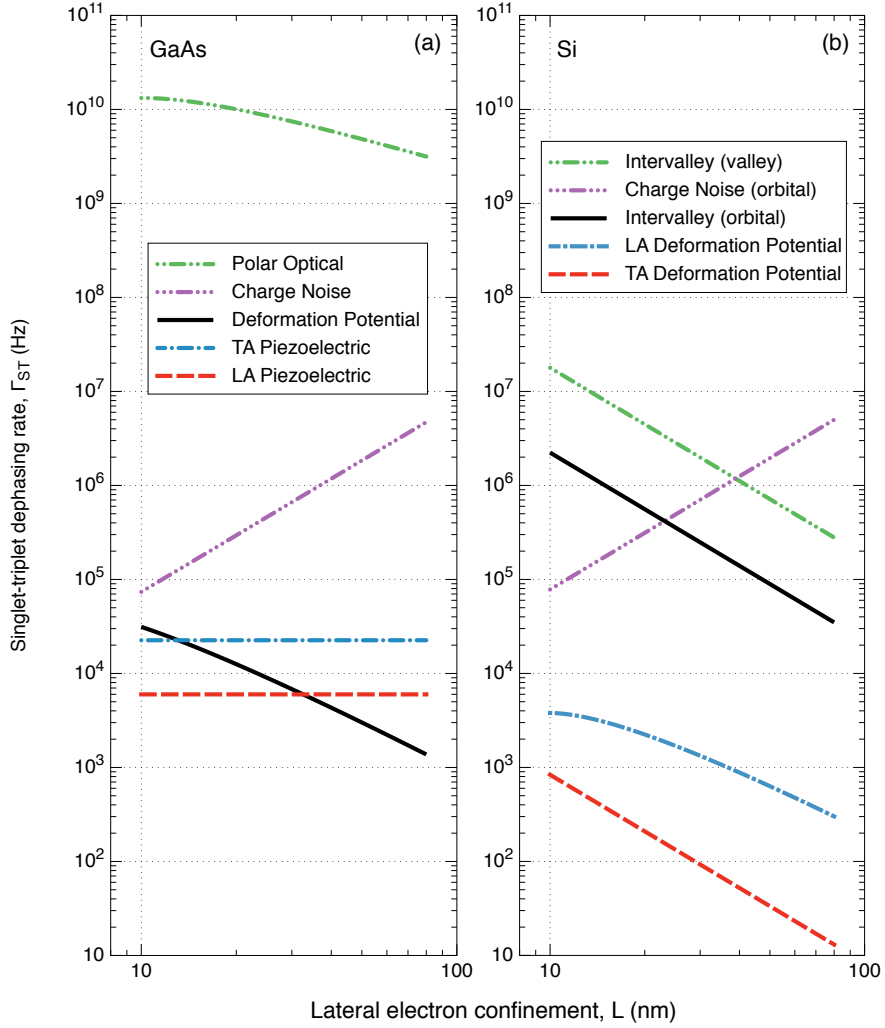 GaAs
(a)
Si
(b)
10^11
10^10
10^9
10^8
10^7
10^6
10^5
10^4
10^3
10^2
10
10^11
10^10
10^9
10^8
10^7
10^6
10^5
10^4
10^3
10^2
10
Polar Optical
Charge Noise
Deformation Potential
TA Piezoelectric
LA Piezoelectric
Intervalley (valley)
Charge Noise (orbital)
Intervalley (orbital)
LA Deformation Potential
TA Deformation Potential
Singlet-triplet dephasing rate, Γ_ST (Hz)
10
100
10
100
Lateral electron confinement, L (nm)